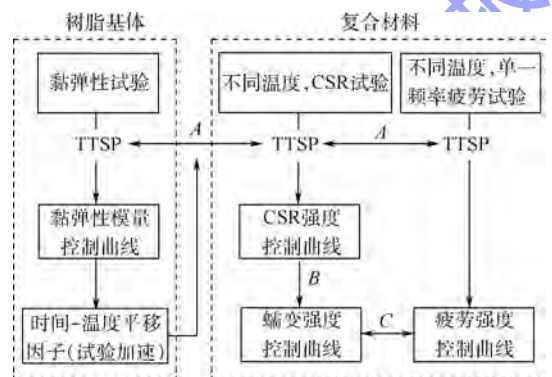 树脂基体
复合材料
黏弹性试验
不同温度,CSR试验
不同温度,单一
频率疲劳试验
TTSP
A
TTSP
A
TTSP
黏弹性模量
控制曲线
CSR强度
控制曲线
B
时间-温度平移
因子(试验加速)
蠕变强度
控制曲线
C
疲劳强度
控制曲线